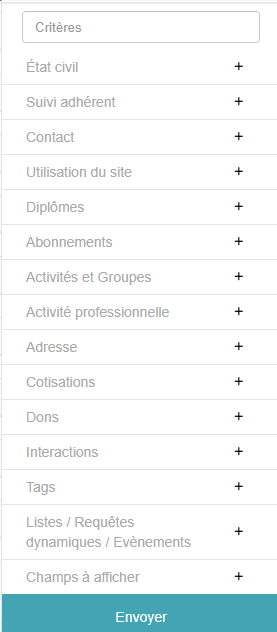 Critères
État civil +
Suivi adhérent +
Contact +
Utilisation du site +
Diplômes +
Abonnements +
Activités et Groupes +
Activité professionnelle +
Adresse +
Cotisations +
Dons +
Interactions +
Tags +
Listes / Requêtes
dynamiques / Evènements +
Champs à afficher +
Envoyer